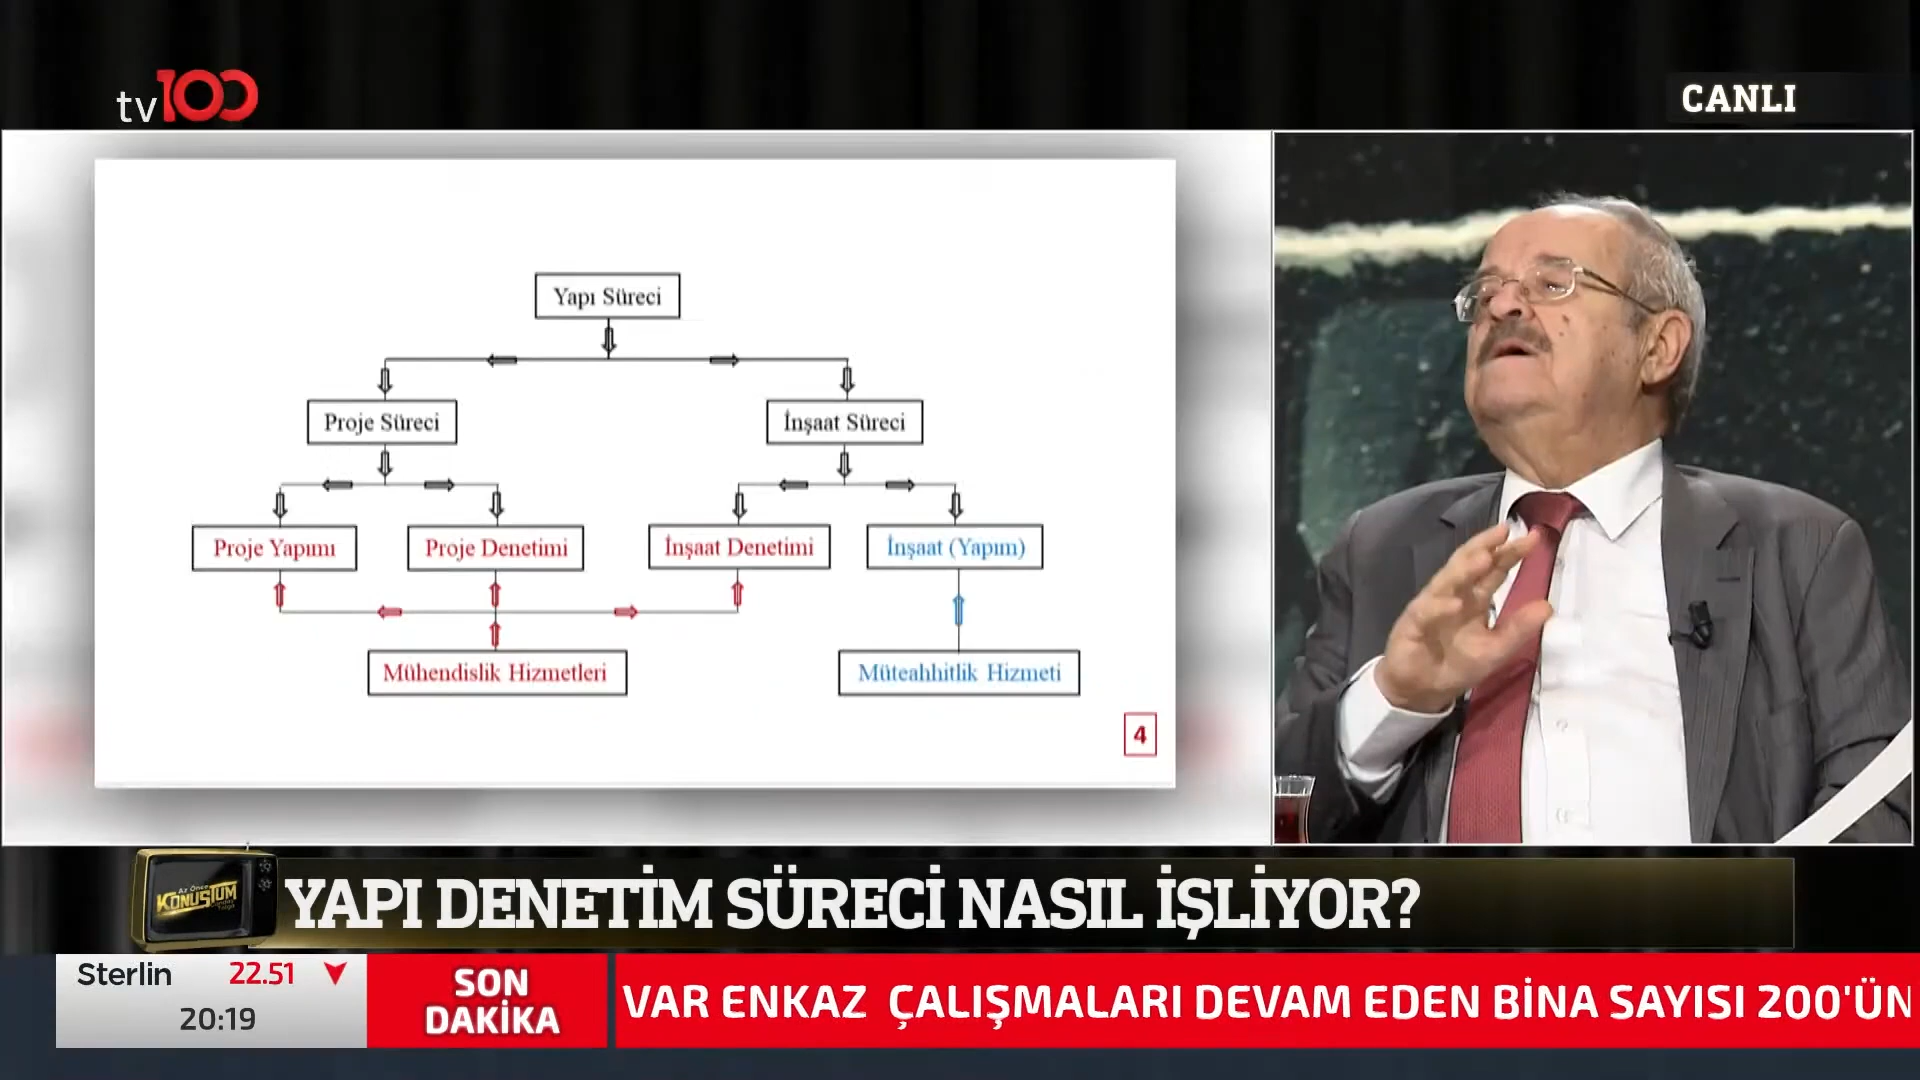 tv100
CANLI
Yapı Süreci
Proje Süreci
İnşaat Süreci
Proje Yapımı
Proje Denetimi
İnşaat Denetimi
İnşaat (Yapım)
Mühendislik Hizmetleri
Müteahhitlik Hizmeti
4
Az Önce
KONUŞTUM
YAPI DENETİM SÜRECİ NASIL İŞLİYOR?
Sterlin 22.51
20:19
SON
DAKİKA
VAR ENKAZ ÇALIŞMALARI DEVAM EDEN BİNA SAYISI 200'ÜN